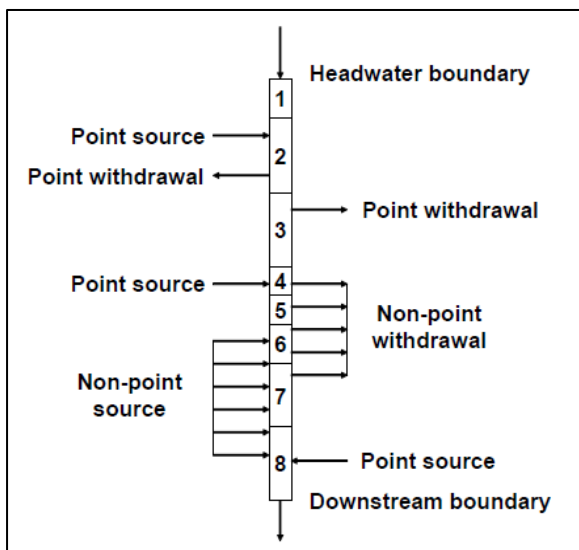 Headwater boundary
1
Point source
2
Point withdrawal
Point withdrawal
3
Point source
4
5
Non-point
withdrawal
6
Non-point
source
7
8
Point source
Downstream boundary